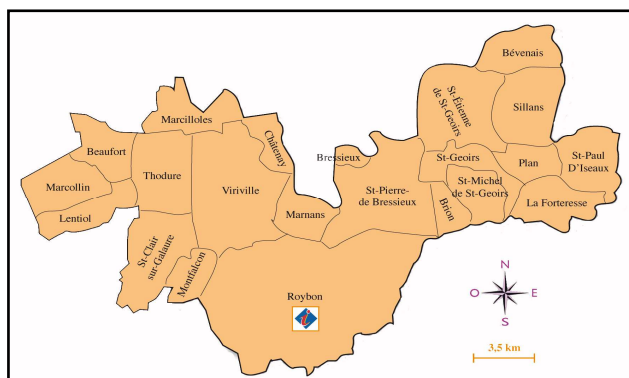 Bévenais
St-Étienne
de St-Geoirs
Sillans
Marcilloles
Châtenay
Beaufort
Bressieux
St-Geoirs
Plan
St-Paul
D'Iseaux
Thodure
Marcollin
Viriville
St-Pierre-
de Bressieux
St-Michel
de St-Geoirs
La Forteresse
Lentiol
Marnans
Brion
St-Clair
sur-Galaure
Montfalcon
Roybon
i
N
O
E
S
3,5 km